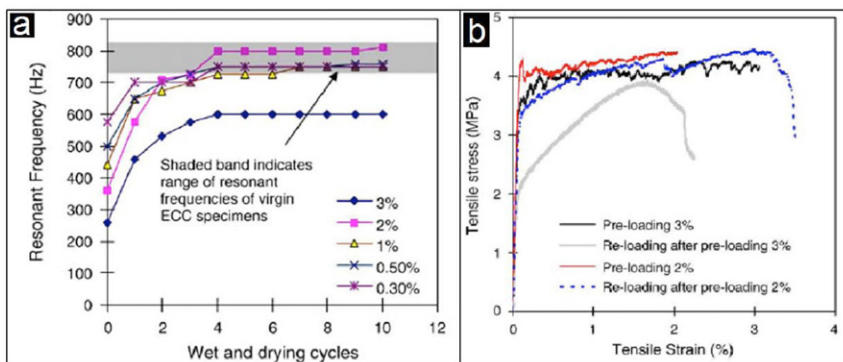 a
Resonant Frequency (Hz)
900
800
700
600
500
400
300
200
100
0
Shaded band indicates
range of resonant
frequencies of virgin
ECC specimens
3%
2%
1%
0.50%
0.30%
0 2 4 6 8 10 12
Wet and drying cycles
b
Tensile stress (MPa)
5
4
3
2
1
0
Pre-loading 3%
Re-loading after pre-loading 3%
Pre-loading 2%
Re-loading after pre-loading 2%
0 1 2 3 4
Tensile Strain (%)